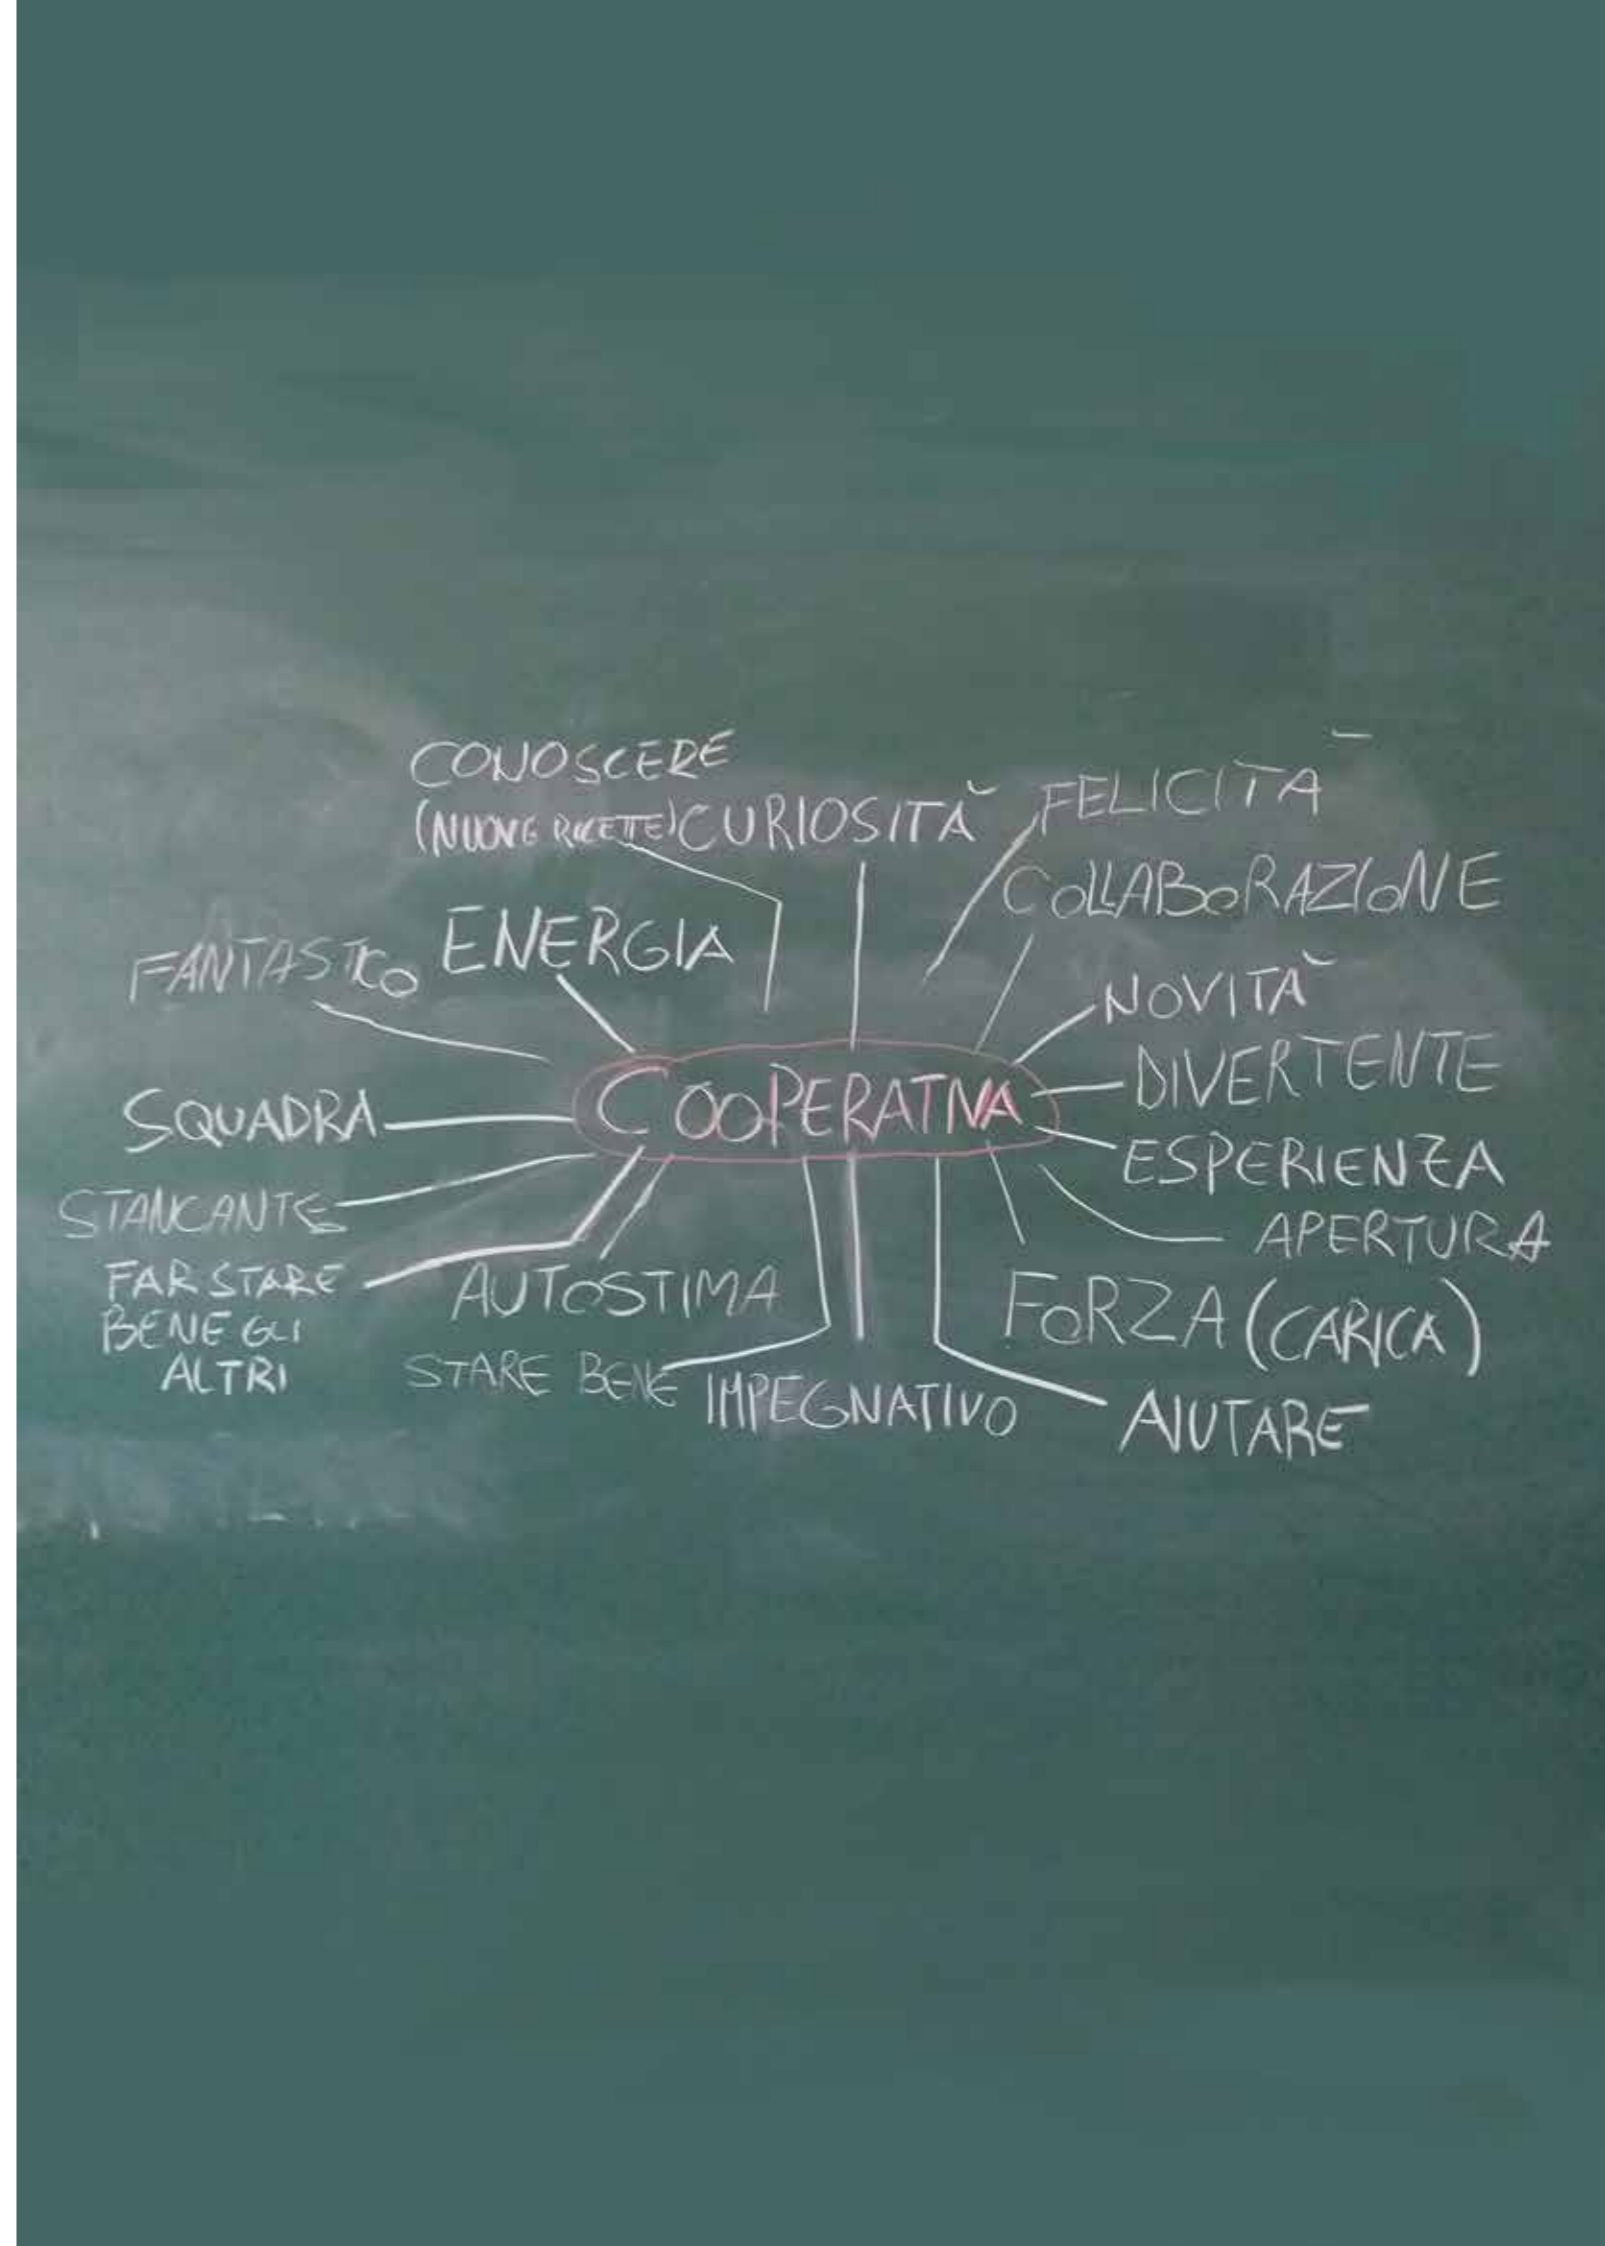 CONOSCERE
(NUOVE RICETTE) CURIOSITÀ
FELICITÀ
COLLABORAZIONE
FANTASTICO
ENERGIA
NOVITÀ
DIVERTENTE
COOPERATIVA
SQUADRA
ESPERIENZA
STANCANTE
APERTURA
FAR STARE
BENE GLI
ALTRI
AUTOSTIMA
FORZA (CARICA)
STARE BENE
IMPEGNATIVO
AIUTARE